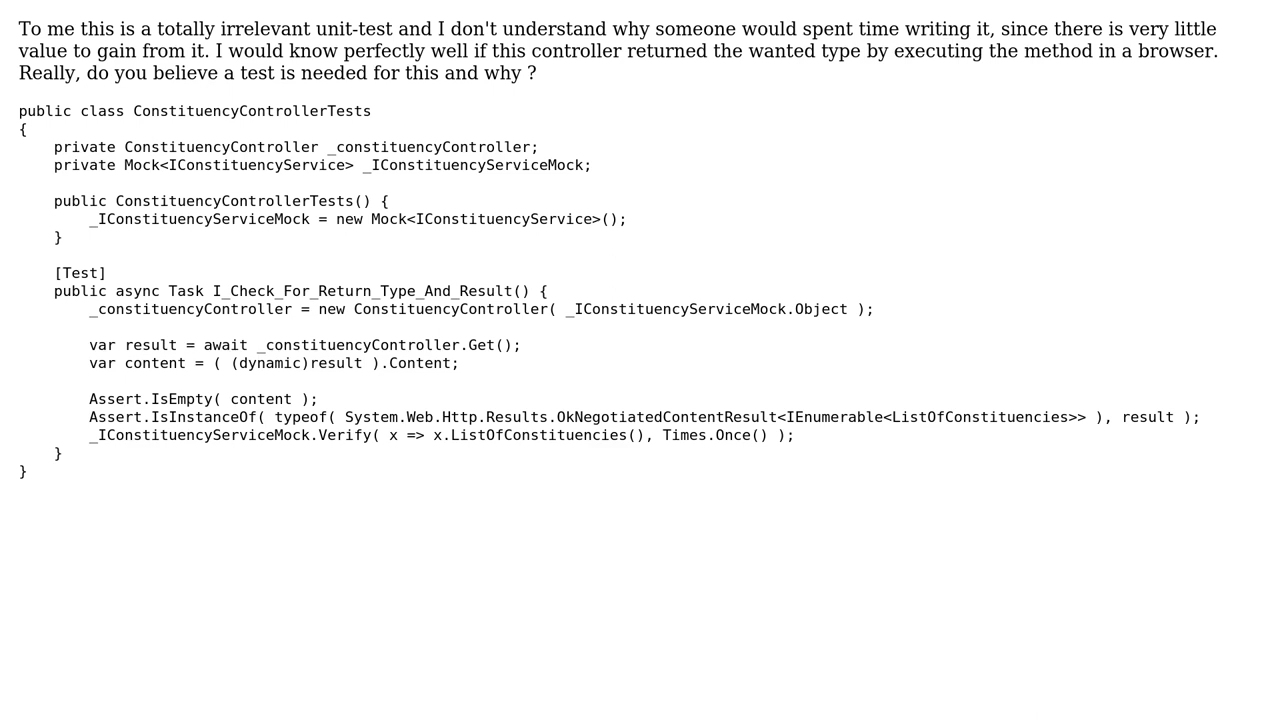 To me this is a totally irrelevant unit-test and I don't understand why someone would spent time writing it, since there is very little
value to gain from it. I would know perfectly well if this controller returned the wanted type by executing the method in a browser.
Really, do you believe a test is needed for this and why ?
public class ConstituencyControllerTests
{
    private ConstituencyController _constituencyController;
    private Mock<IConstituencyService> _IConstituencyServiceMock;

    public ConstituencyControllerTests() {
        _IConstituencyServiceMock = new Mock<IConstituencyService>();
    }

    [Test]
    public async Task I_Check_For_Return_Type_And_Result() {
        _constituencyController = new ConstituencyController( _IConstituencyServiceMock.Object );

        var result = await _constituencyController.Get();
        var content = ( (dynamic)result ).Content;

        Assert.IsEmpty( content );
        Assert.IsInstanceOf( typeof( System.Web.Http.Results.OkNegotiatedContentResult<IEnumerable<ListOfConstituencies>> ), result );
        _IConstituencyServiceMock.Verify( x => x.ListOfConstituencies(), Times.Once() );
    }
}